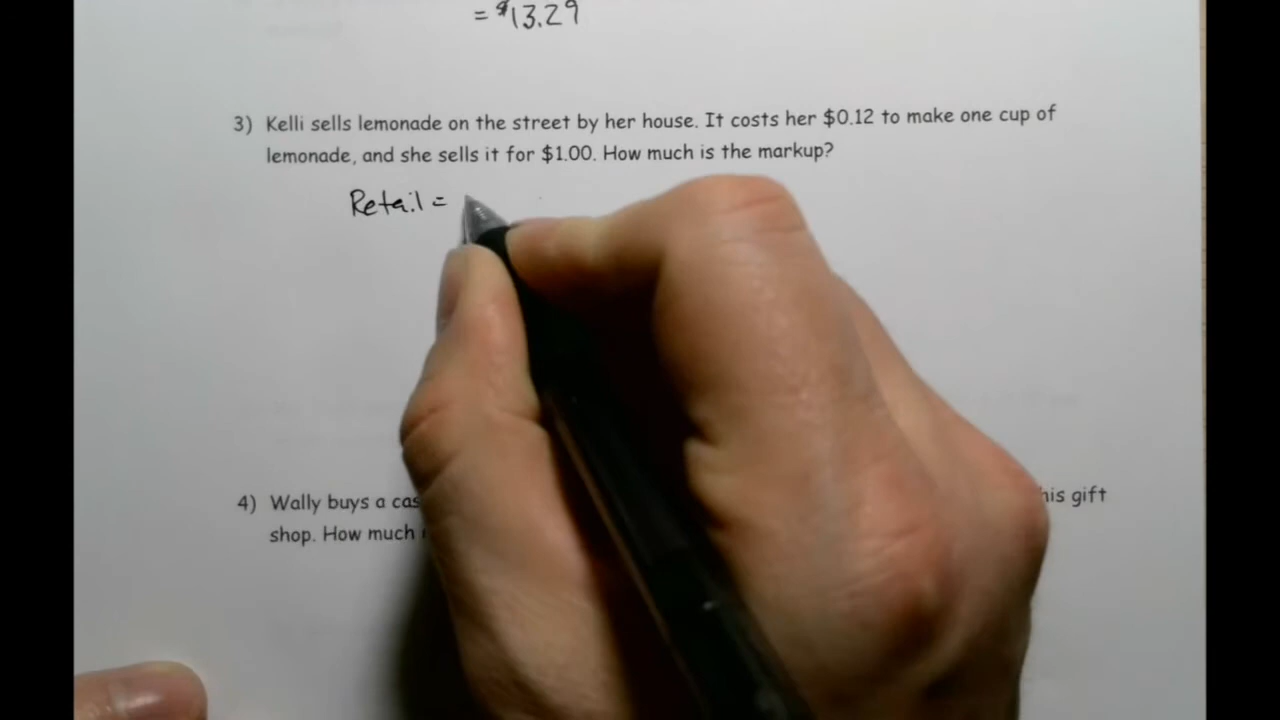 = $13.29
3) Kelli sells lemonade on the street by her house. It costs her $0.12 to make one cup of
lemonade, and she sells it for $1.00. How much is the markup?
Retail =
4) Wally buys a his gift
shop. How much